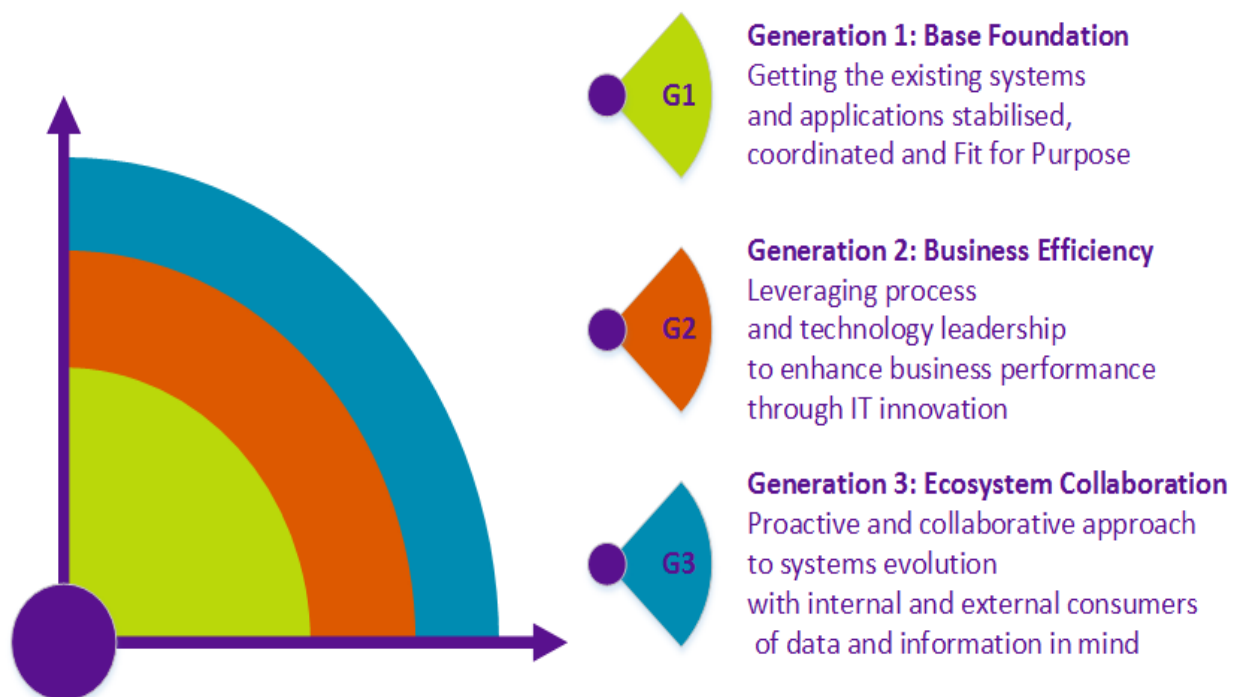 G1
Generation 1: Base Foundation
Getting the existing systems
and applications stabilised,
coordinated and Fit for Purpose
G2
Generation 2: Business Efficiency
Leveraging process
and technology leadership
to enhance business performance
through IT innovation
G3
Generation 3: Ecosystem Collaboration
Proactive and collaborative approach
to systems evolution
with internal and external consumers
of data and information in mind